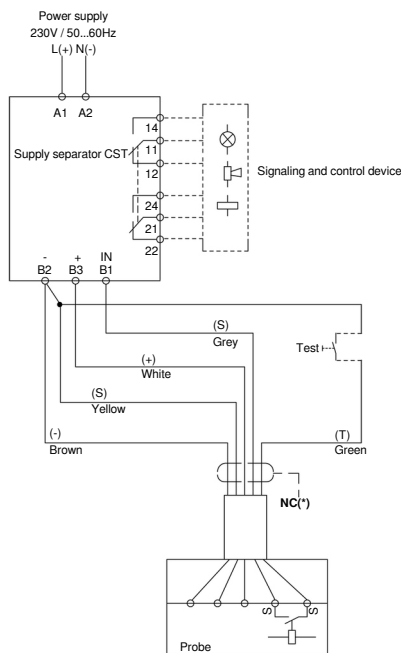 Power supply
230V / 50...60Hz
L(+) N(-)
A1 A2
14
Supply separator CST
11
12
24
21
22
Signaling and control device
- + IN
B2 B3 B1
(S)
Grey
Test
(+)
White
(S)
Yellow
(-)
Brown
(T)
Green
NC(*)
S S
Probe